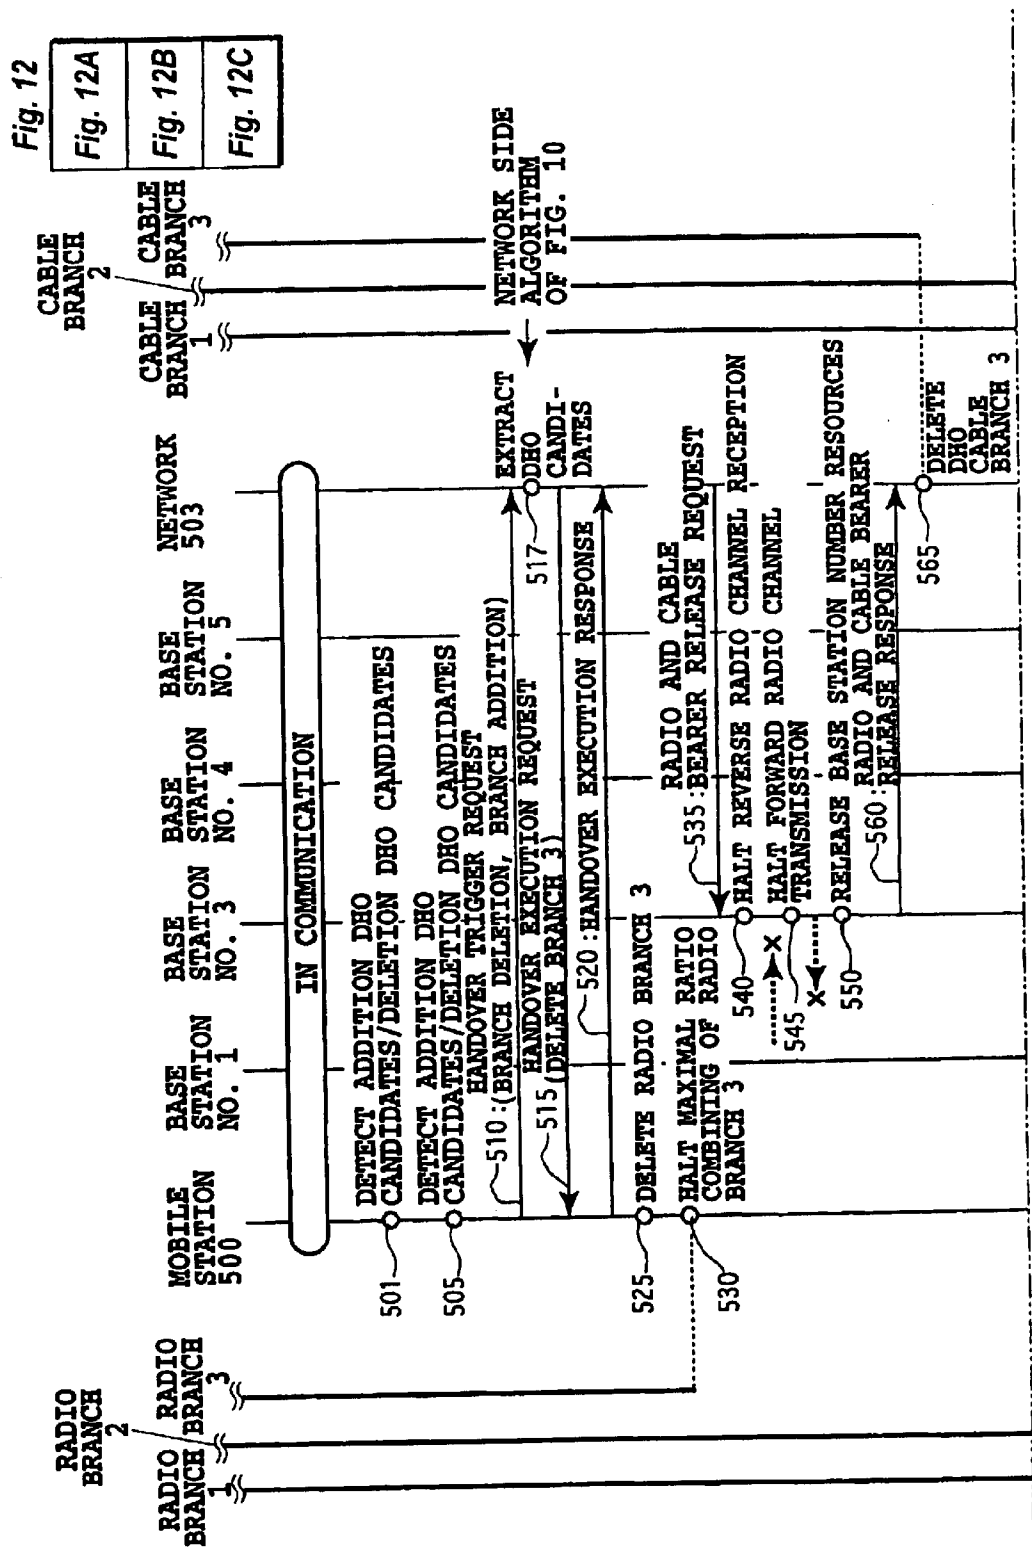 Fig. 12
Fig. 12A
Fig. 12B
Fig. 12C
RADIO
BRANCH
2
RADIO
BRANCH
1
RADIO
BRANCH
3
MOBILE
STATION
500
BASE
STATION
NO. 1
BASE
STATION
NO. 3
BASE
STATION
NO. 4
BASE
STATION
NO. 5
NETWORK
503
CABLE
BRANCH
1
CABLE
BRANCH
2
CABLE
BRANCH
3
IN COMMUNICATION
501
DETECT ADDITION DHO
CANDIDATES/DELETION DHO CANDIDATES
505
DETECT ADDITION DHO
CANDIDATES/DELETION DHO CANDIDATES
HANDOVER TRIGGER REQUEST
510:(BRANCH DELETION, BRANCH ADDITION)
EXTRACT
DHO
CANDI-
DATES
517
NETWORK SIDE
ALGORITHM
OF FIG. 10
HANDOVER EXECUTION REQUEST
515(DELETE BRANCH 3)
520:HANDOVER EXECUTION RESPONSE
525
DELETE RADIO BRANCH 3
530
HALT MAXIMAL RATIO
COMBINING OF RADIO
BRANCH 3
RADIO AND CABLE
535:BEARER RELEASE REQUEST
540
HALT REVERSE RADIO CHANNEL RECEPTION
X
545
HALT FORWARD RADIO CHANNEL
TRANSMISSION
X
550
RELEASE BASE STATION NUMBER RESOURCES
RADIO AND CABLE BEARER
560:RELEASE RESPONSE
565
DELETE
DHO
CABLE
BRANCH 3